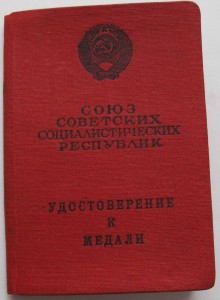 СОЮЗ
СОВЕТСКИХ
СОЦИАЛИСТИЧЕСКИХ
РЕСПУБЛИК
УДОСТОВЕРЕНИЕ
К
МЕДАЛИ